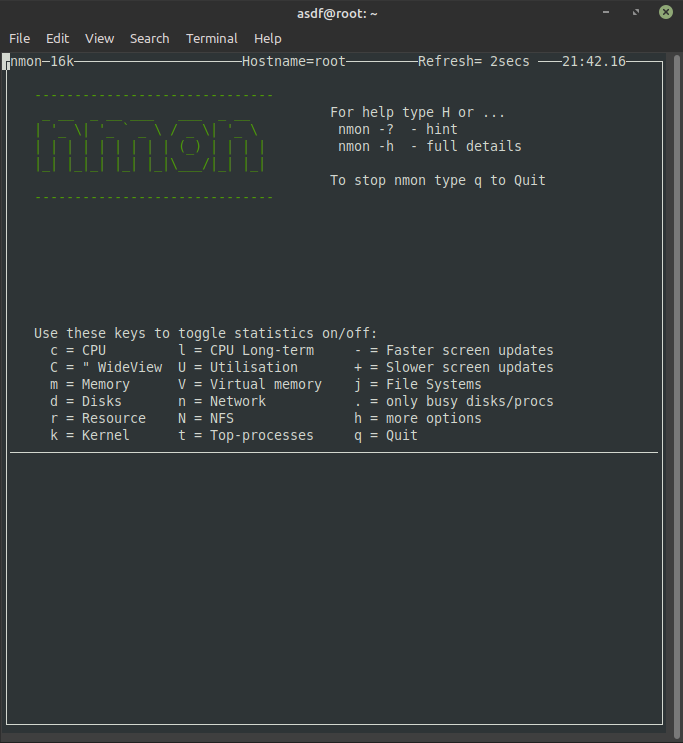 asdf@root: ~
File Edit View Search Terminal Help
nmon-16k Hostname=root Refresh= 2secs 21:42.16
For help type H or ...
nmon
nmon -? - hint
nmon -h - full details
To stop nmon type q to Quit
Use these keys to toggle statistics on/off:
c = CPU l = CPU Long-term - = Faster screen updates
C = " WideView U = Utilisation + = Slower screen updates
m = Memory V = Virtual memory j = File Systems
d = Disks n = Network . = only busy disks/procs
r = Resource N = NFS h = more options
k = Kernel t = Top-processes q = Quit